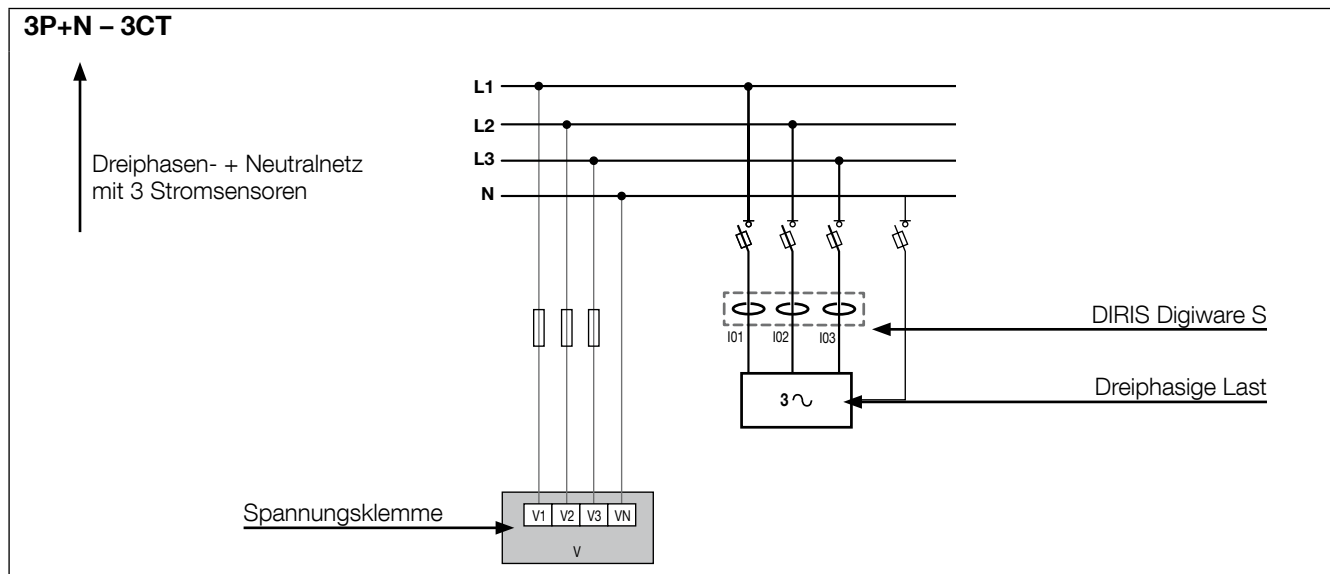 3P+N – 3CT
Dreiphasen- + Neutralnetz
mit 3 Stromsensoren
L1
L2
L3
N
DIRIS Digiware S
I01 I02 I03
Dreiphasige Last
3
Spannungsklemme
V1 V2 V3 VN
V